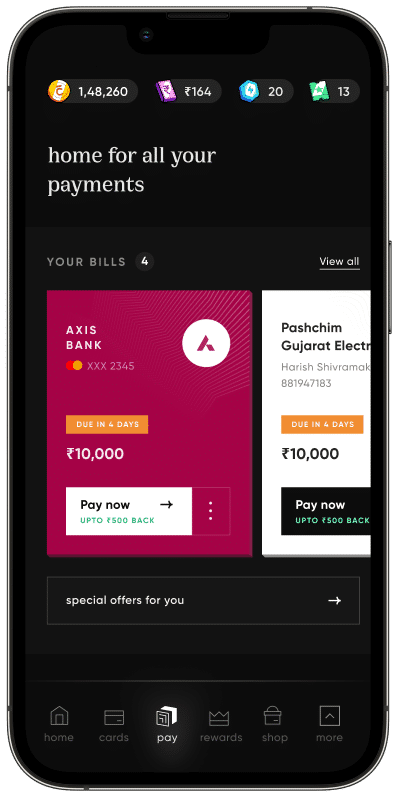 1,48,260
₹164
20
13
home for all your
payments
YOUR BILLS 4
View all
AXIS
BANK
XXX 2345
DUE IN 4 DAYS
₹10,000
Pay now
UPTO ₹500 BACK
Pashchim
Gujarat Electr
Harish Shivramak
881947183
DUE IN 4 DAYS
₹10,000
Pay now
UPTO ₹500 BACK
special offers for you
home
cards
pay
rewards
shop
more